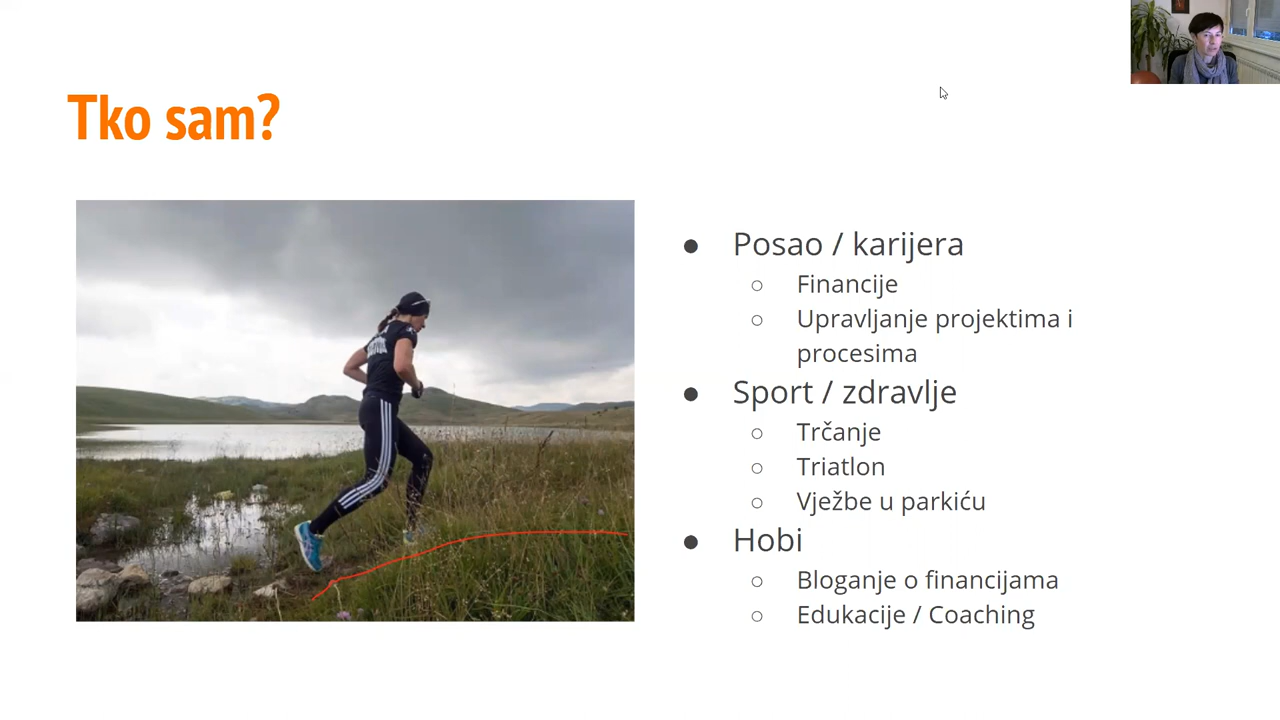 Tko sam?
Posao / karijera
Financije
Upravljanje projektima i
procesima
Sport / zdravlje
Trčanje
Triatlon
Vježbe u parkiću
Hobi
Bloganje o financijama
Edukacije / Coaching